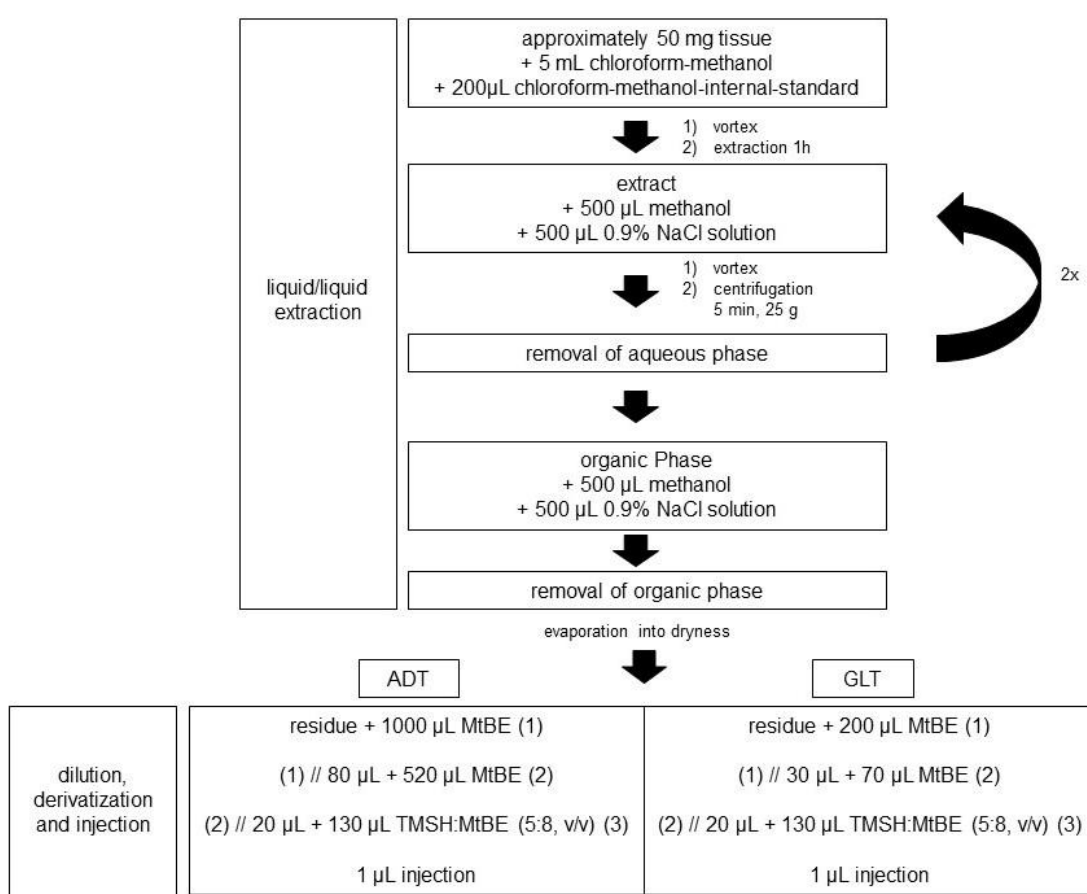 approximately 50 mg tissue
+ 5 mL chloroform-methanol
+ 200µL chloroform-methanol-internal-standard
1) vortex
2) extraction 1h
extract
+ 500 µL methanol
+ 500 µL 0.9% NaCl solution
liquid/liquid
extraction
1) vortex
2) centrifugation
5 min, 25 g
2x
removal of aqueous phase
organic Phase
+ 500 µL methanol
+ 500 µL 0.9% NaCl solution
removal of organic phase
evaporation into dryness
ADT
GLT
dilution,
derivatization
and injection
residue + 1000 µL MtBE (1)
(1) // 80 µL + 520 µL MtBE (2)
(2) // 20 µL + 130 µL TMSH:MtBE (5:8, v/v) (3)
1 µL injection
residue + 200 µL MtBE (1)
(1) // 30 µL + 70 µL MtBE (2)
(2) // 20 µL + 130 µL TMSH:MtBE (5:8, v/v) (3)
1 µL injection